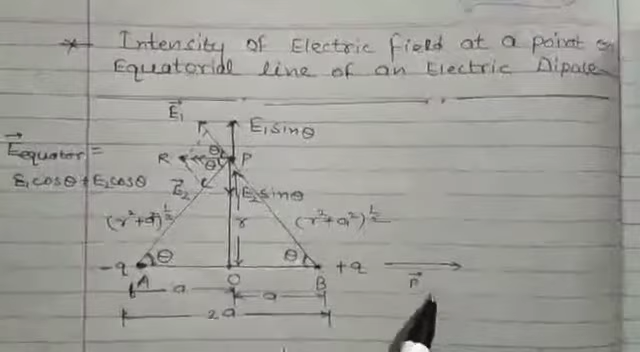 * Intensity of Electric field at a point on
Equatorial line of an Electric Dipole
E⃗₁
E₁sinθ
E⃗equator =
E₁cosθ+E₂cosθ
R
θ
θ
P
E⃗₂
E₂sinθ
(r²+a²)^½
r
(r²+a²)^½
-q
θ
θ
+q
A
O
B
P⃗
a
a
2a